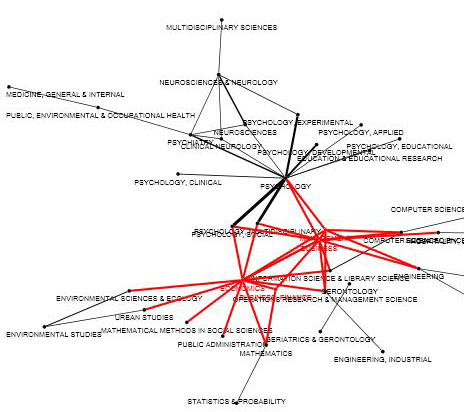 MULTIDISCIPLINARY SCIENCES
NEUROSCIENCES & NEUROLOGY
MEDICINE, GENERAL & INTERNAL
PUBLIC, ENVIRONMENTAL & OCCUPATIONAL HEALTH
PSYCHOLOGY, EXPERIMENTAL
NEUROSCIENCES
PSYCHOLOGY, APPLIED
PSYCHIATRY
CLINICAL NEUROLOGY
PSYCHOLOGY, EDUCATIONAL
PSYCHOLOGY, DEVELOPMENTAL
EDUCATION & EDUCATIONAL RESEARCH
PSYCHOLOGY, CLINICAL
PSYCHOLOGY
COMPUTER SCIENCE
PSYCHOLOGY, MULTIDISCIPLINARY
PSYCHOLOGY, SOCIAL
COMPUTER
BUSINESS
ENGINEERING
INFORMATION SCIENCE & LIBRARY SCIENCE
ECONOMICS
GERONTOLOGY
ENVIRONMENTAL SCIENCES & ECOLOGY
BUSINESS, FINANCE
OPERATIONS RESEARCH & MANAGEMENT SCIENCE
URBAN STUDIES
MATHEMATICAL METHODS IN SOCIAL SCIENCES
ENVIRONMENTAL STUDIES
GERIATRICS & GERONTOLOGY
PUBLIC ADMINISTRATION
MATHEMATICS
ENGINEERING, INDUSTRIAL
STATISTICS & PROBABILITY